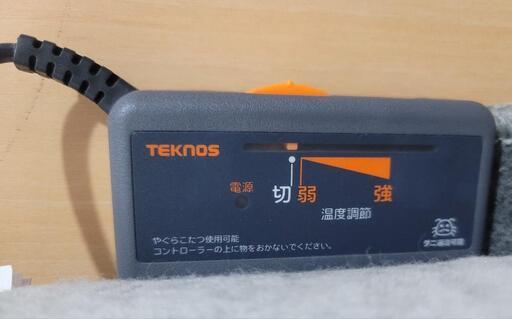 TEKNOS
電源
切 弱 強
温度調節
やぐらこたつ使用可能
コントローラーの上に物をおかないでください。
ダニ退治可能